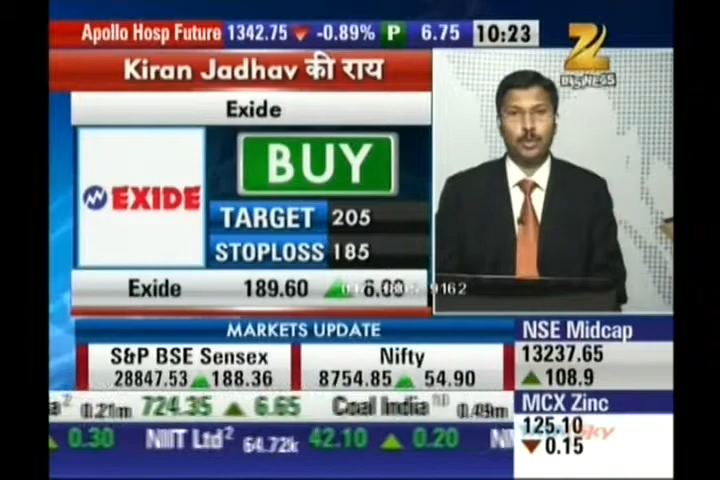 Apollo Hosp Future 1342.75 -0.89% P 6.75 10:23
Z
BUSINESS
Kiran Jadhav की राय
Exide
EXIDE
BUY
TARGET 205
STOPLOSS 185
Exide 189.60 6.00
MARKETS UPDATE
S&P BSE Sensex
28847.53 188.36
Nifty
8754.85 54.90
NSE Midcap
13237.65
108.9
MCX Zinc
125.10
0.15
0.21m 724.35 6.65 Coal India 0.49m
0.30 NIIT Ltd² 64.72k 42.10 0.20